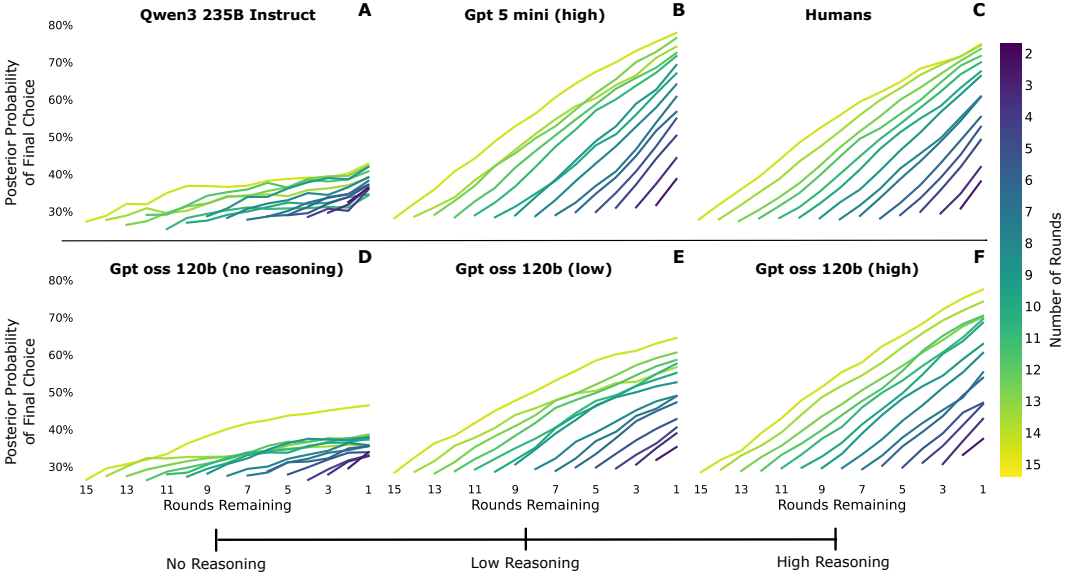 Qwen3 235B Instruct
A
Gpt 5 mini (high)
B
Humans
C
Posterior Probability
of Final Choice
80%
70%
60%
50%
40%
30%
2
3
4
5
6
7
8
9
10
11
12
13
14
15
Number of Rounds
Gpt oss 120b (no reasoning)
D
Gpt oss 120b (low)
E
Gpt oss 120b (high)
F
Posterior Probability
of Final Choice
80%
70%
60%
50%
40%
30%
15 13 11 9 7 5 3 1
15 13 11 9 7 5 3 1
15 13 11 9 7 5 3 1
Rounds Remaining
Rounds Remaining
Rounds Remaining
No Reasoning
Low Reasoning
High Reasoning